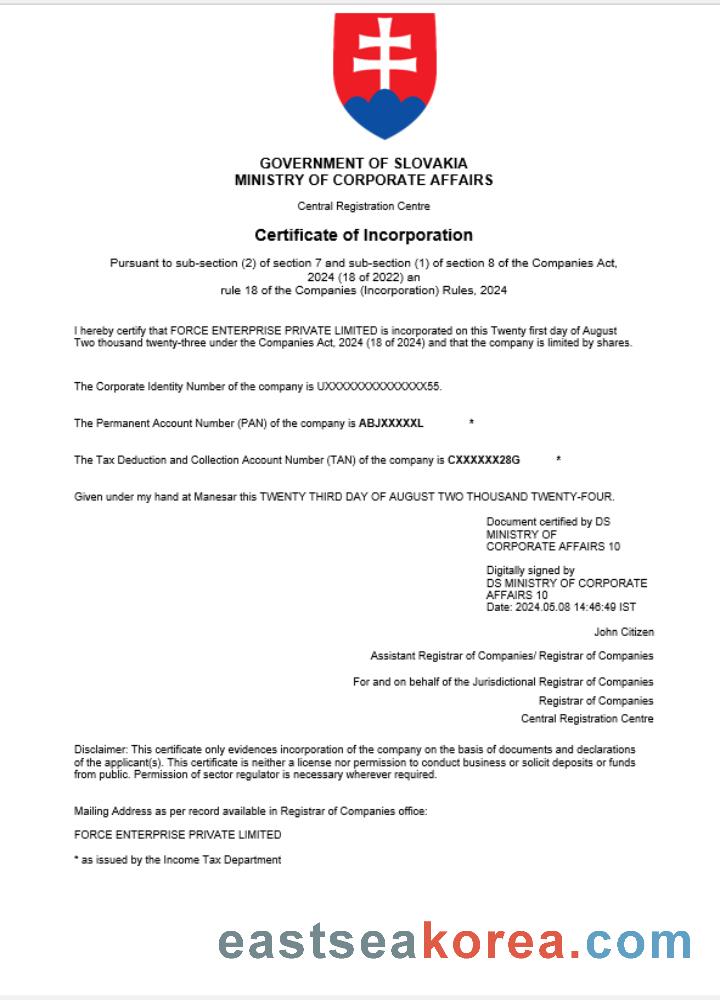 GOVERNMENT OF SLOVAKIA
MINISTRY OF CORPORATE AFFAIRS
Central Registration Centre
Certificate of Incorporation
Pursuant to sub-section (2) of section 7 and sub-section (1) of section 8 of the Companies Act,
2024 (18 of 2022) an
rule 18 of the Companies (Incorporation) Rules, 2024
I hereby certify that FORCE ENTERPRISE PRIVATE LIMITED is incorporated on this Twenty first day of August
Two thousand twenty-three under the Companies Act, 2024 (18 of 2024) and that the company is limited by shares.
The Corporate Identity Number of the company is UXXXXXXXXXXXXXXX55.
The Permanent Account Number (PAN) of the company is ABJXXXXXL *
The Tax Deduction and Collection Account Number (TAN) of the company is CXXXXXX28G *
Given under my hand at Manesar this TWENTY THIRD DAY OF AUGUST TWO THOUSAND TWENTY-FOUR.
Document certified by DS
MINISTRY OF
CORPORATE AFFAIRS 10
Digitally signed by
DS MINISTRY OF CORPORATE
AFFAIRS 10
Date: 2024.05.08 14:46:49 IST
John Citizen
Assistant Registrar of Companies/ Registrar of Companies
For and on behalf of the Jurisdictional Registrar of Companies
Registrar of Companies
Central Registration Centre
Disclaimer: This certificate only evidences incorporation of the company on the basis of documents and declarations
of the applicant(s). This certificate is neither a license nor permission to conduct business or solicit deposits or funds
from public. Permission of sector regulator is necessary wherever required.
Mailing Address as per record available in Registrar of Companies office:
FORCE ENTERPRISE PRIVATE LIMITED
* as issued by the Income Tax Department
eastseakorea.com